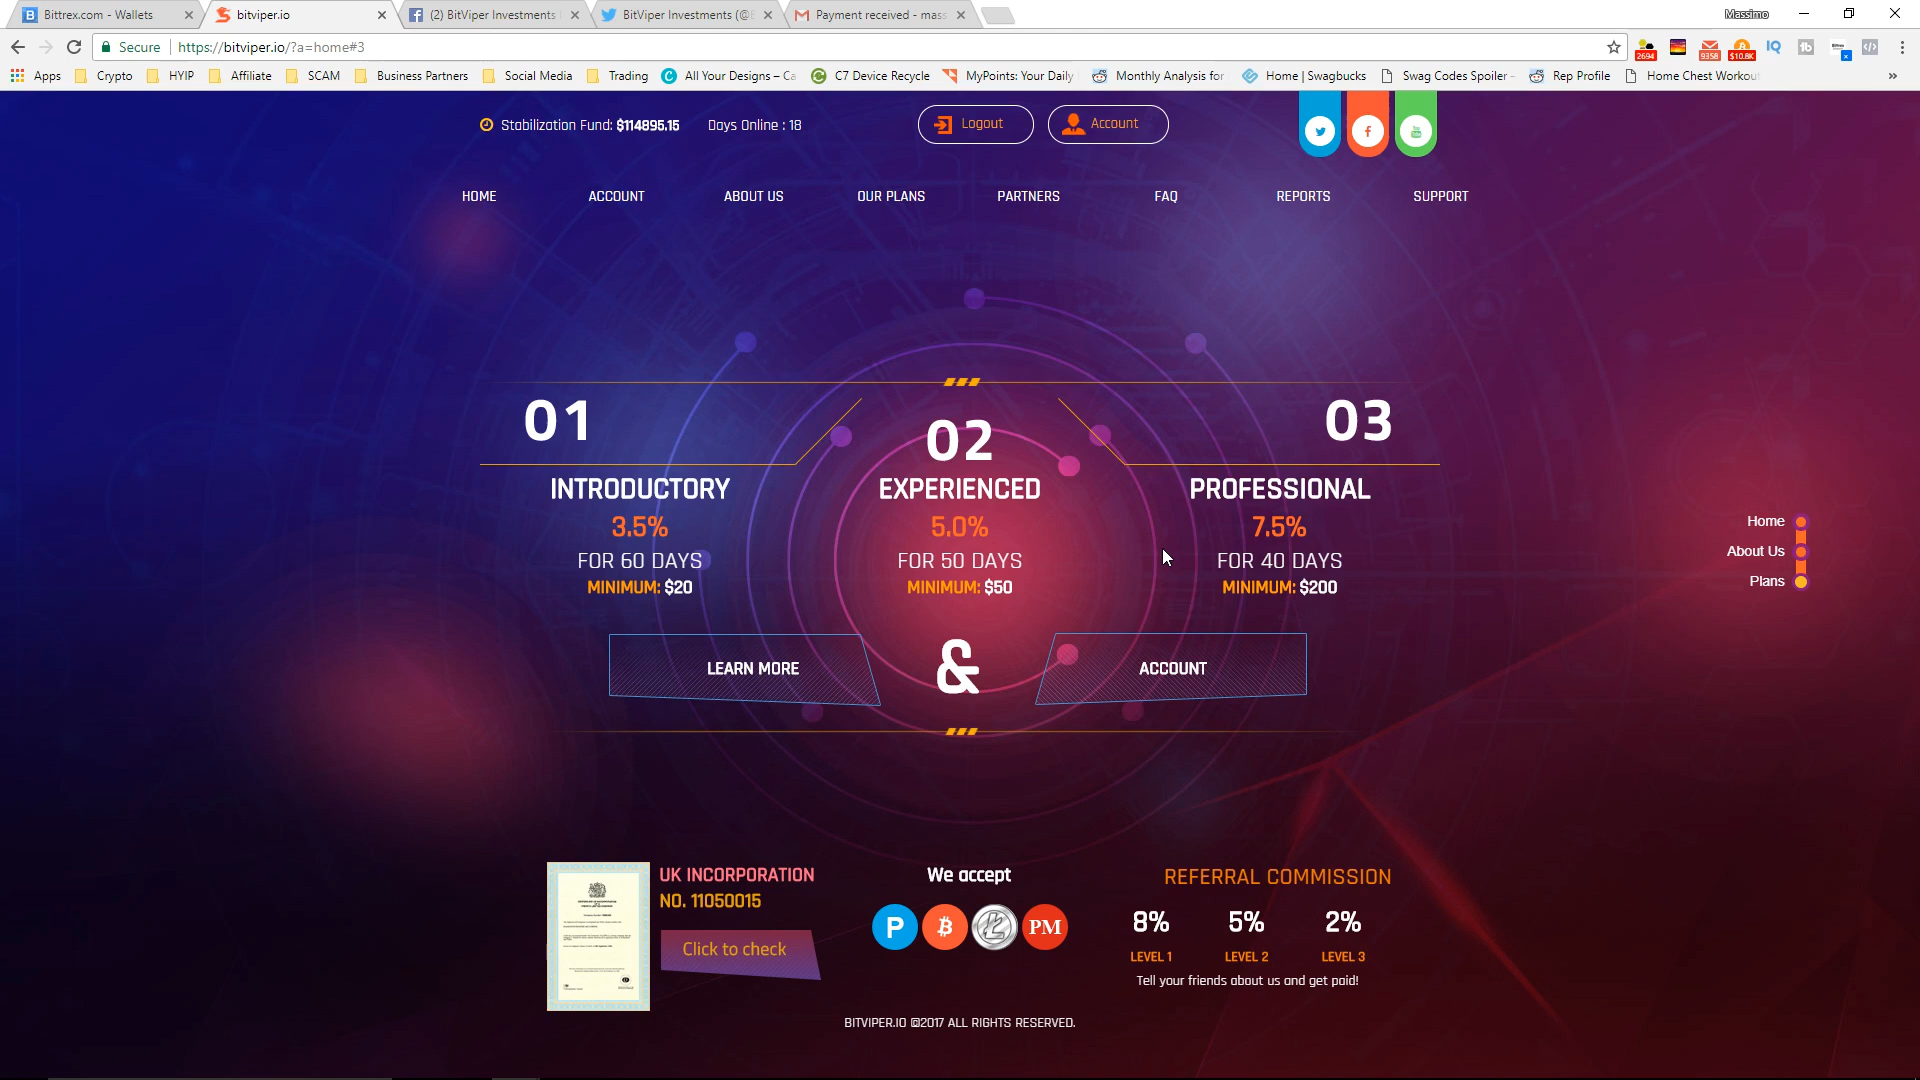 Bittrex.com - Wallets
bitviper.io
(2) BitViper Investments
BitViper Investments (@
Payment received - mass
Massimo
Secure
https://bitviper.io/?a=home#3
2694
9358
$10.8K
Apps
Crypto
HYIP
Affiliate
SCAM
Business Partners
Social Media
Trading
All Your Designs – Ca
C7 Device Recycle
MyPoints: Your Daily
Monthly Analysis for
Home | Swagbucks
Swag Codes Spoiler -
Rep Profile
Home Chest Workou
»
Stabilization Fund: $114895.15
Days Online : 18
Logout
Account
HOME
ACCOUNT
ABOUT US
OUR PLANS
PARTNERS
FAQ
REPORTS
SUPPORT
01
02
03
INTRODUCTORY
3.5%
FOR 60 DAYS
MINIMUM: $20
EXPERIENCED
5.0%
FOR 50 DAYS
MINIMUM: $50
PROFESSIONAL
7.5%
FOR 40 DAYS
MINIMUM: $200
Home
About Us
Plans
LEARN MORE
&
ACCOUNT
UK INCORPORATION
NO. 11050015
Click to check
We accept
P
PM
REFERRAL COMMISSION
8%
5%
2%
LEVEL 1
LEVEL 2
LEVEL 3
Tell your friends about us and get paid!
BITVIPER.IO ©2017 ALL RIGHTS RESERVED.